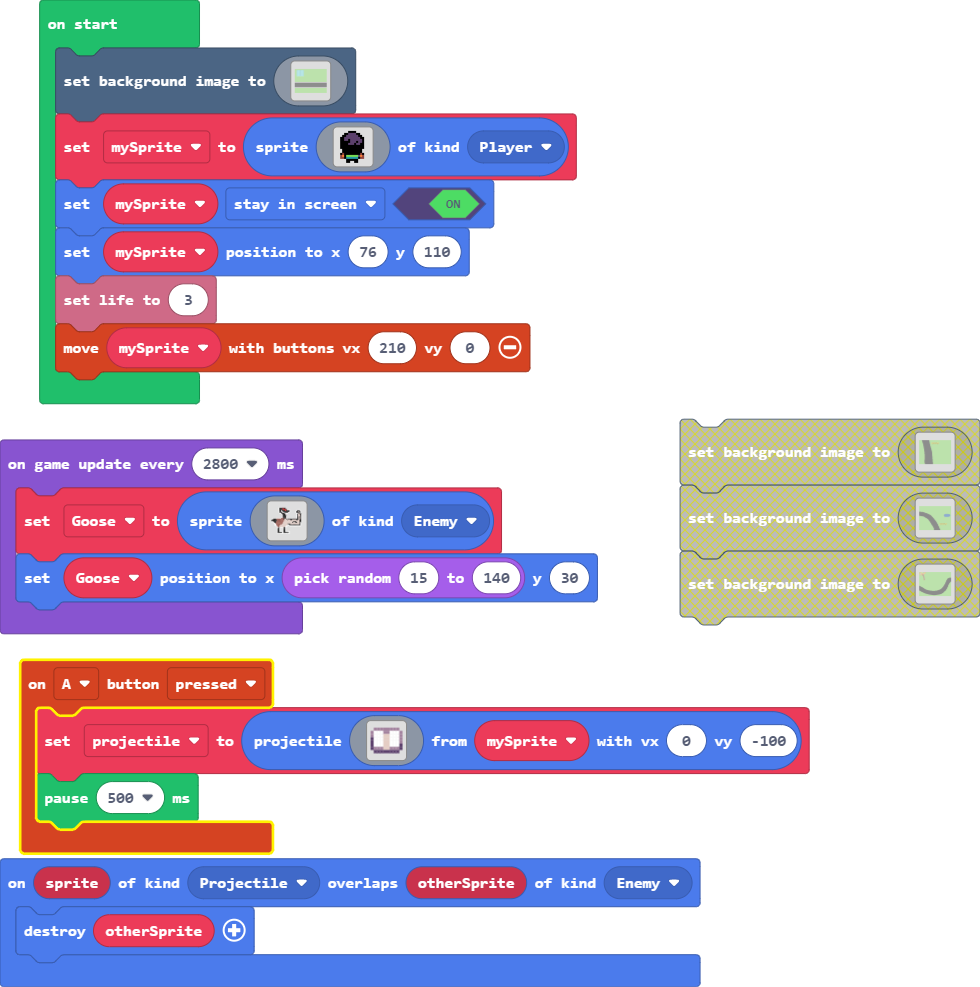 on start
set background image to
set mySprite to sprite of kind Player
set mySprite stay in screen ON
set mySprite position to x 76 y 110
set life to 3
move mySprite with buttons vx 210 vy 0
on game update every 2800 ms
set Goose to sprite of kind Enemy
set Goose position to x pick random 15 to 140 y 30
set background image to
set background image to
set background image to
on A button pressed
set projectile to projectile from mySprite with vx 0 vy -100
pause 500 ms
on sprite of kind Projectile overlaps otherSprite of kind Enemy
destroy otherSprite